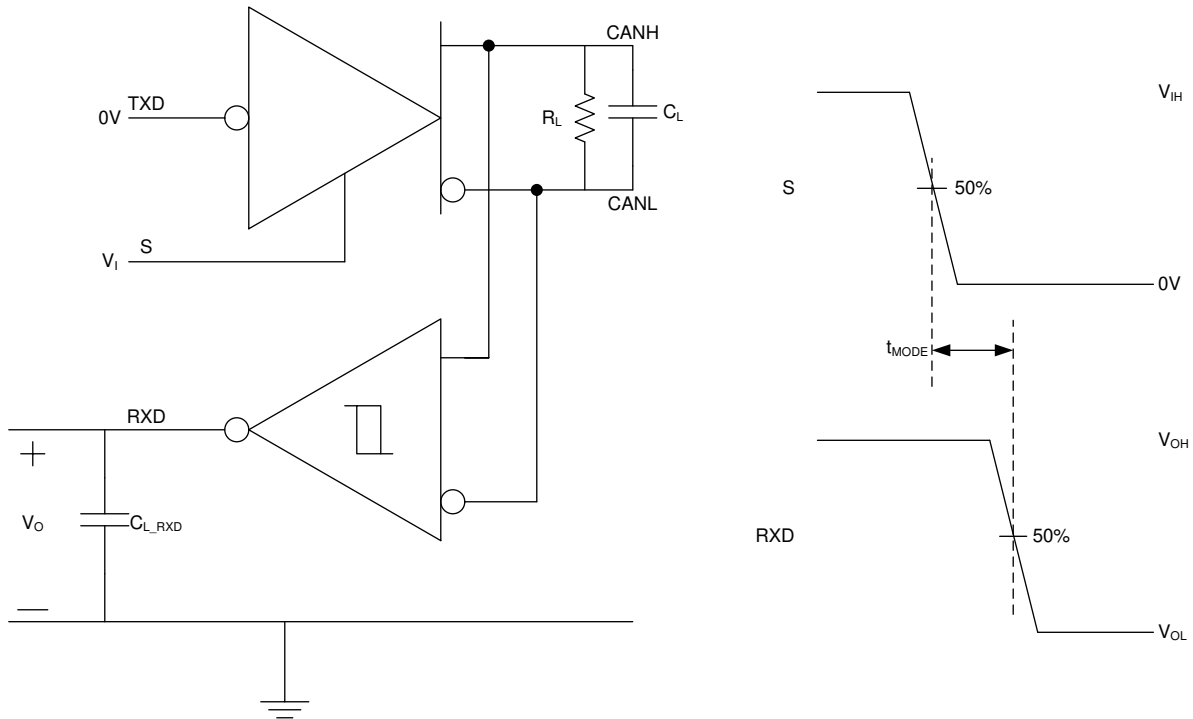 CANH
TXD
0V
R_L
C_L
V_IH
S
50%
CANL
S
V_I
0V
t_MODE
RXD
V_OH
+
V_O
C_L_RXD
RXD
50%
—
V_OL